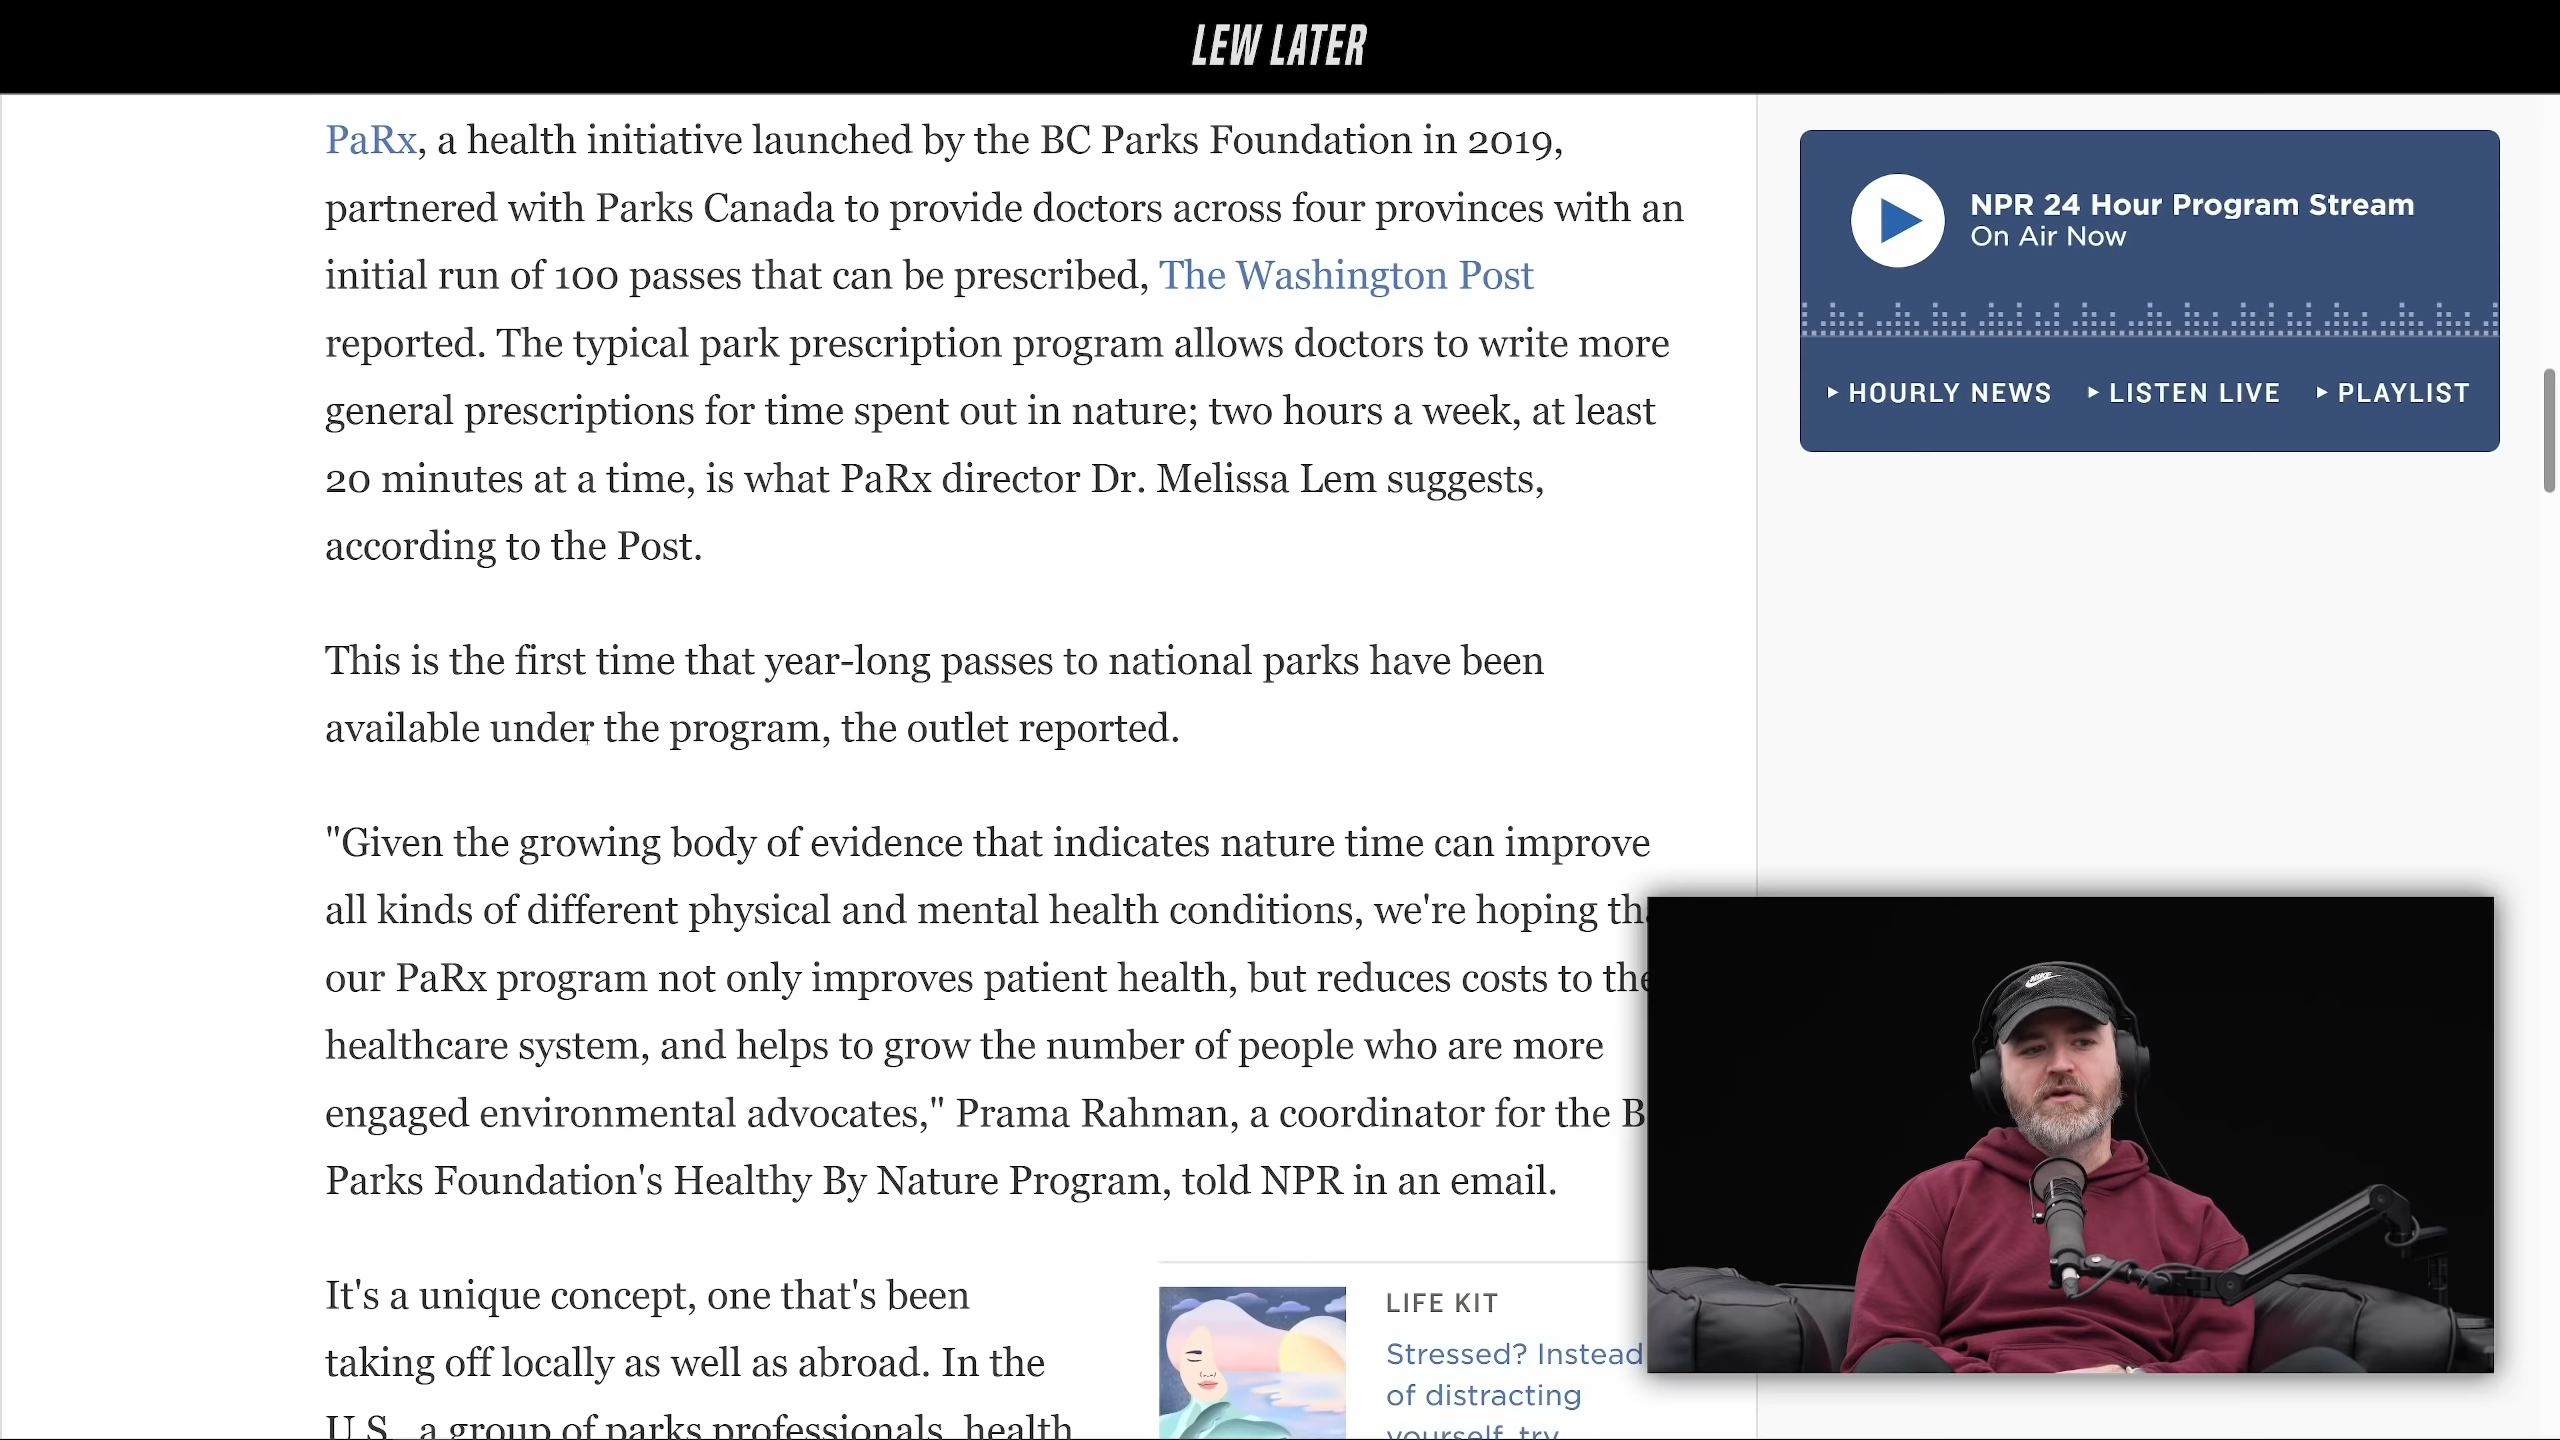 LEW LATER
PaRx, a health initiative launched by the BC Parks Foundation in 2019,
partnered with Parks Canada to provide doctors across four provinces with an
initial run of 100 passes that can be prescribed, The Washington Post
reported. The typical park prescription program allows doctors to write more
general prescriptions for time spent out in nature; two hours a week, at least
20 minutes at a time, is what PaRx director Dr. Melissa Lem suggests,
according to the Post.
This is the first time that year-long passes to national parks have been
available under the program, the outlet reported.
"Given the growing body of evidence that indicates nature time can improve
all kinds of different physical and mental health conditions, we're hoping
our PaRx program not only improves patient health, but reduces costs to the
healthcare system, and helps to grow the number of people who are more
engaged environmental advocates," Prama Rahman, a coordinator for the
Parks Foundation's Healthy By Nature Program, told NPR in an email.
It's a unique concept, one that's been
taking off locally as well as abroad. In the
U.S., a group of parks professionals, health
LIFE KIT
Stressed? Instead
of distracting
yourself, try
NPR 24 Hour Program Stream
On Air Now
HOURLY NEWS LISTEN LIVE PLAYLIST
NIKE